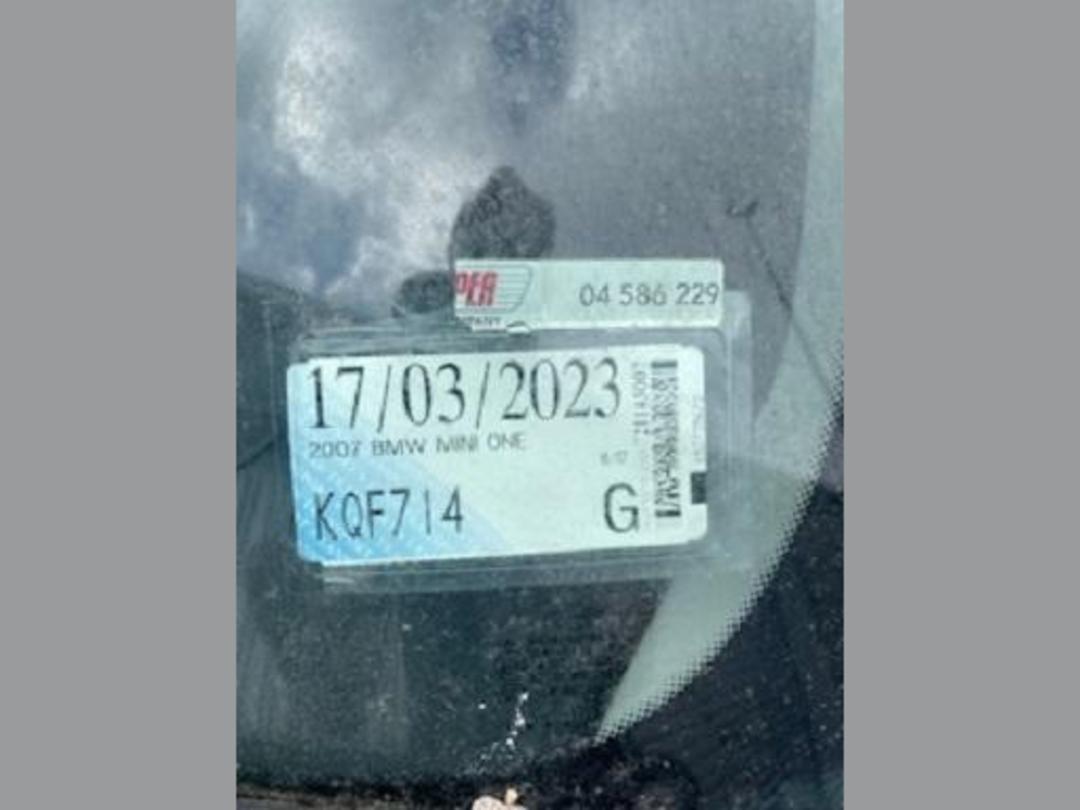 PER 04 586 229
17/03/2023
2007 BMW MINI ONE
KQF714 G